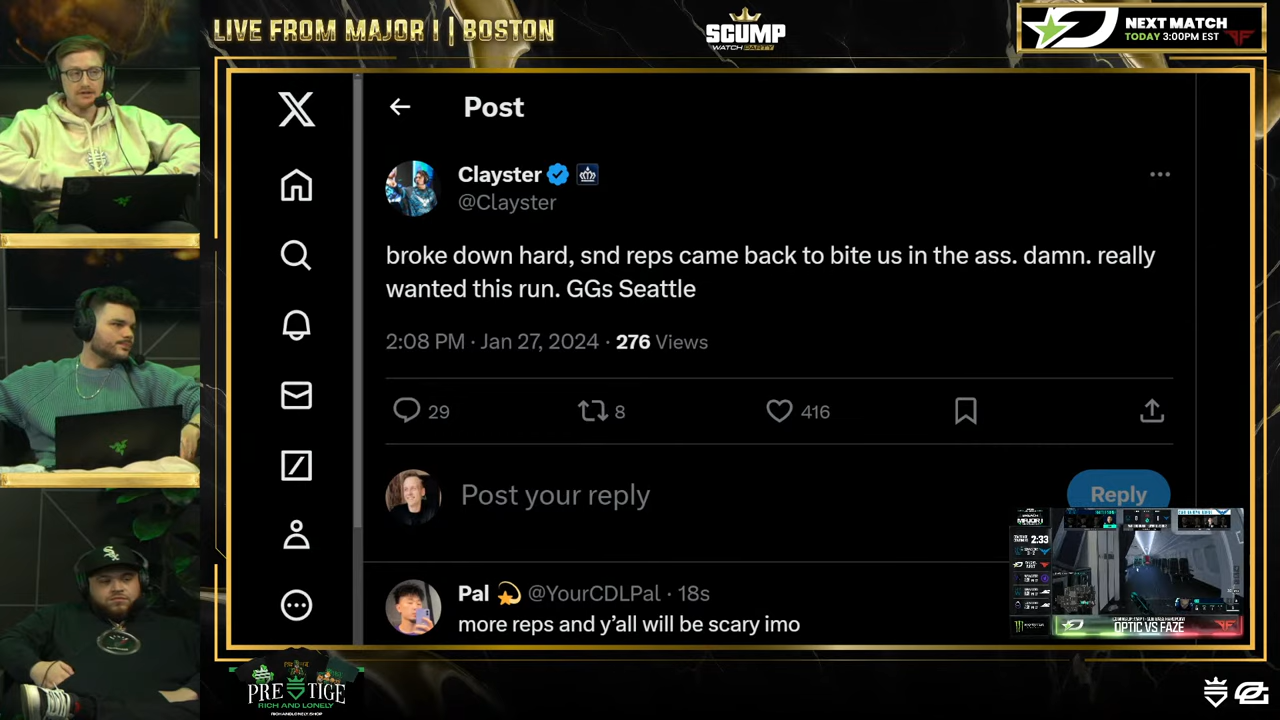 LIVE FROM MAJOR I | BOSTON
SCUMP
WATCH PARTY
NEXT MATCH
TODAY 3:00PM EST
Post
Clayster
@Clayster
broke down hard, snd reps came back to bite us in the ass. damn. really
wanted this run. GGs Seattle
2:08 PM · Jan 27, 2024 · 276 Views
29
8
416
Post your reply
Reply
Pal 💫 @YourCDLPal · 18s
more reps and y'all will be scary imo
2:33
OPTIC VS FAZE
PRESTIGE
RICH AND LONELY
RICHANDLONELY.SHOP